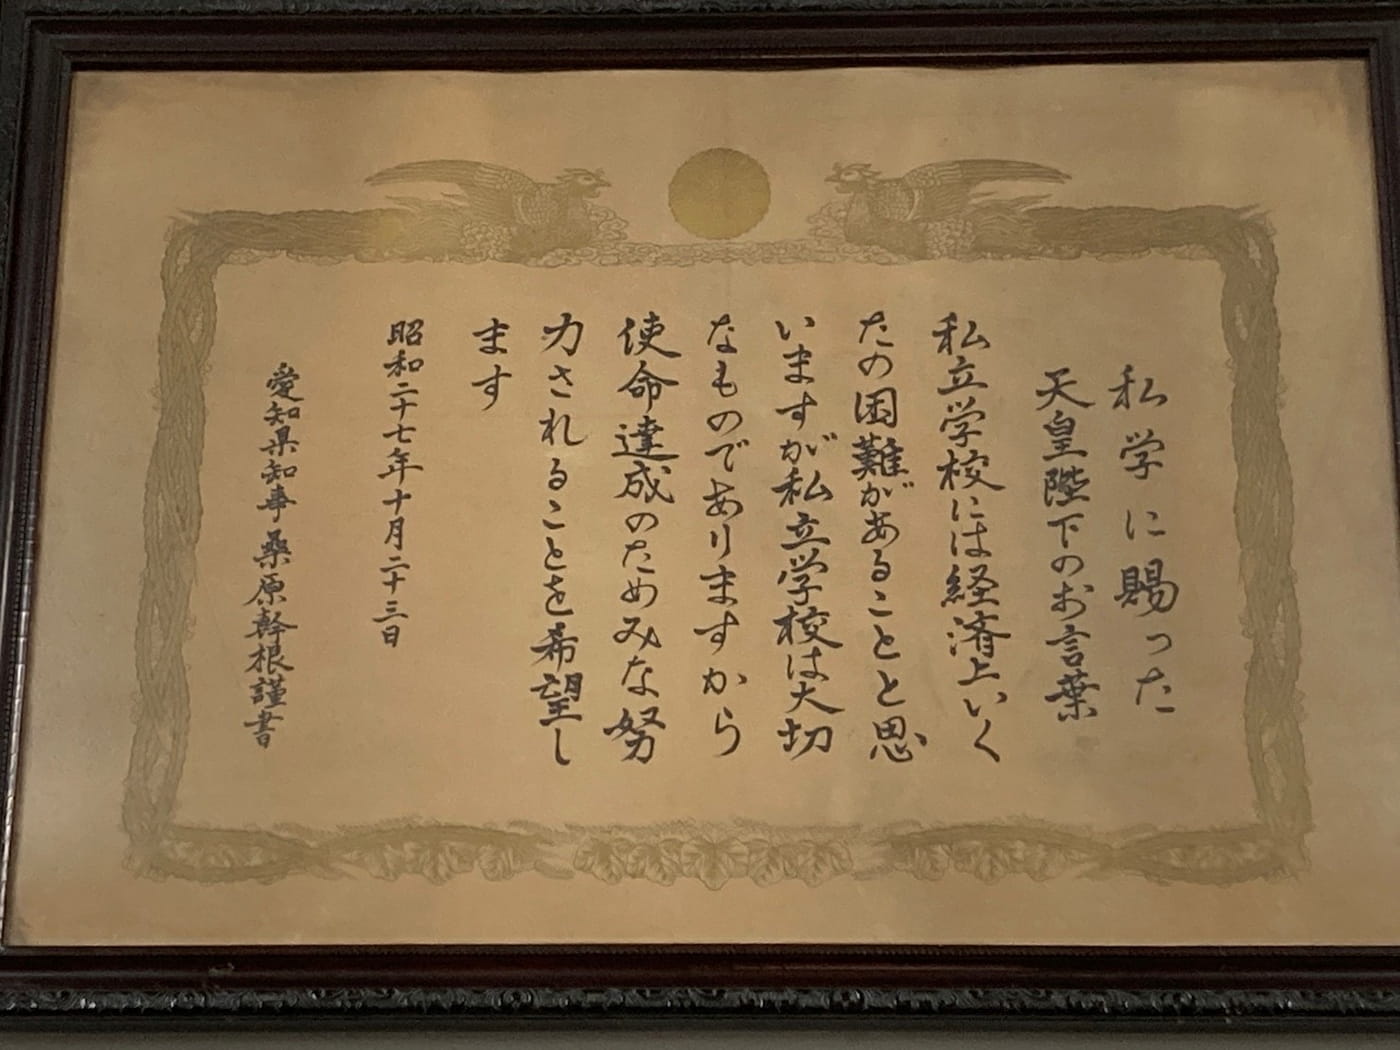 私学に賜った
天皇陛下のお言葉
私立学校には経済上いく
たの困難があることと思
いますが私立学校は大切
なものでありますから
使命達成のためみな努
力されることを希望し
ます
昭和二十七年十月二十三日
愛知県知事 桑原幹根謹書